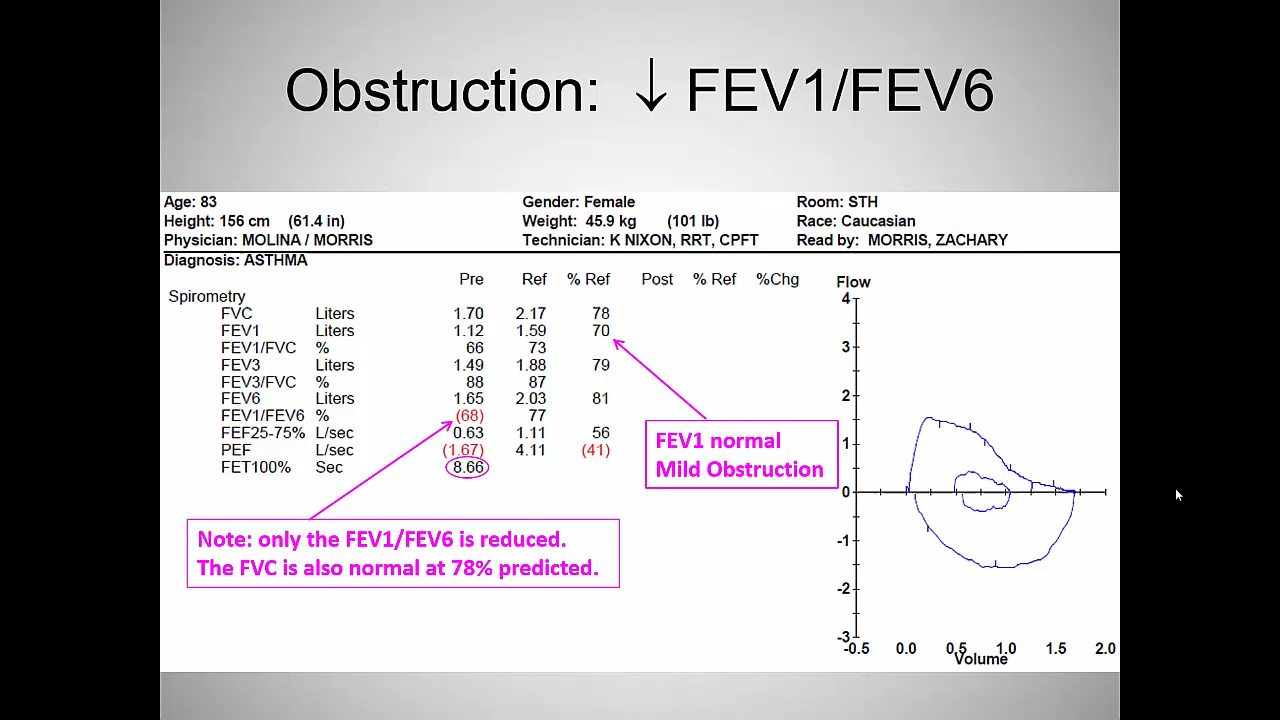 Obstruction: ↓ FEV1/FEV6
Age: 83 Gender: Female Room: STH
Height: 156 cm (61.4 in) Weight: 45.9 kg (101 lb) Race: Caucasian
Physician: MOLINA / MORRIS Technician: K NIXON, RRT, CPFT Read by: MORRIS, ZACHARY
Diagnosis: ASTHMA
Pre Ref % Ref Post % Ref %Chg
Spirometry
FVC Liters 1.70 2.17 78
FEV1 Liters 1.12 1.59 70
FEV1/FVC % 66 73
FEV3 Liters 1.49 1.88 79
FEV3/FVC % 88 87
FEV6 Liters 1.65 2.03 81
FEV1/FEV6 % (68) 77
FEF25-75% L/sec 0.63 1.11 56
PEF L/sec (1.67) 4.11 (41)
FET100% Sec 8.66
FEV1 normal
Mild Obstruction
Note: only the FEV1/FEV6 is reduced.
The FVC is also normal at 78% predicted.
Flow
4
3
2
1
0
-1
-2
-3
-0.5 0.0 0.5 1.0 1.5 2.0
Volume